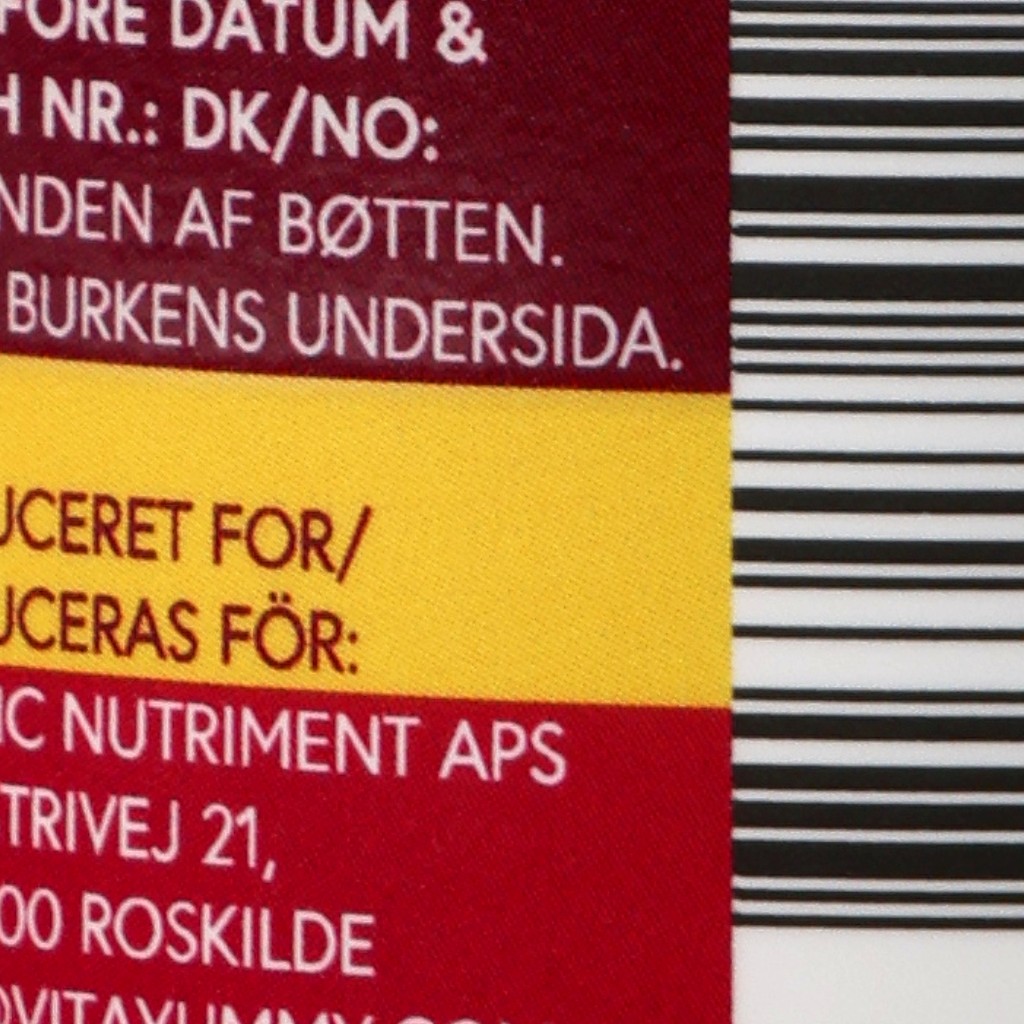 FORE DATUM &
H NR.: DK/NO:
NDEN AF BØTTEN.
BURKENS UNDERSIDA.
UCERET FOR/
UCERAS FÖR:
IC NUTRIMENT APS
TRIVEJ 21,
00 ROSKILDE